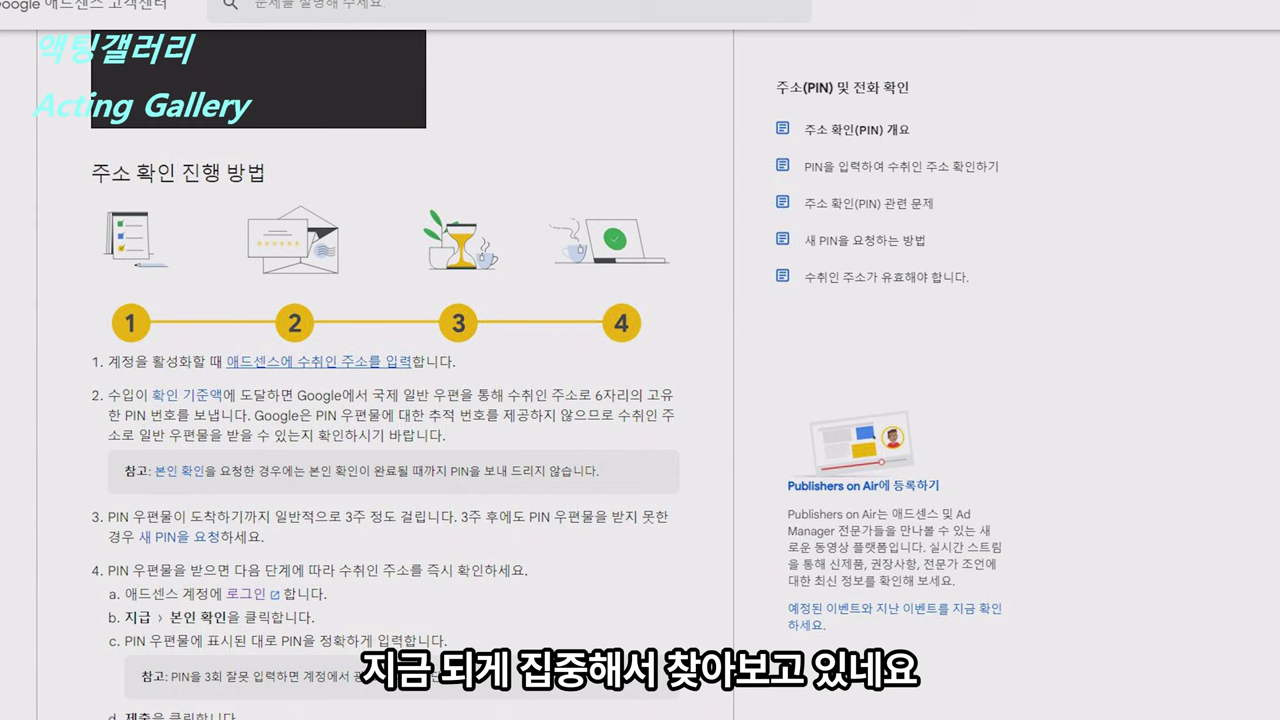 Google 애드센스 고객센터
문제를 설명해 주세요.
액팅갤러리
Acting Gallery
주소 확인 진행 방법
1 2 3 4
1. 계정을 활성화할 때 애드센스에 수취인 주소를 입력합니다.
2. 수입이 확인 기준액에 도달하면 Google에서 국제 일반 우편을 통해 수취인 주소로 6자리의 고유
한 PIN 번호를 보냅니다. Google은 PIN 우편물에 대한 추적 번호를 제공하지 않으므로 수취인 주
소로 일반 우편물을 받을 수 있는지 확인하시기 바랍니다.
참고: 본인 확인을 요청한 경우에는 본인 확인이 완료될 때까지 PIN을 보내 드리지 않습니다.
3. PIN 우편물이 도착하기까지 일반적으로 3주 정도 걸립니다. 3주 후에도 PIN 우편물을 받지 못한
경우 새 PIN을 요청하세요.
4. PIN 우편물을 받으면 다음 단계에 따라 수취인 주소를 즉시 확인하세요.
a. 애드센스 계정에 로그인 합니다.
b. 지급 › 본인 확인을 클릭합니다.
c. PIN 우편물에 표시된 대로 PIN을 정확하게 입력합니다.
참고: PIN을 3회 잘못 입력하면 계정에서
d. 제출을 클릭합니다.
주소(PIN) 및 전화 확인
주소 확인(PIN) 개요
PIN을 입력하여 수취인 주소 확인하기
주소 확인(PIN) 관련 문제
새 PIN을 요청하는 방법
수취인 주소가 유효해야 합니다.
Publishers on Air에 등록하기
Publishers on Air는 애드센스 및 Ad
Manager 전문가들을 만나볼 수 있는 새
로운 동영상 플랫폼입니다. 실시간 스트림
을 통해 신제품, 권장사항, 전문가 조언에
대한 최신 정보를 확인해 보세요.
예정된 이벤트와 지난 이벤트를 지금 확인
하세요.
지금 되게 집중해서 찾아보고 있네요